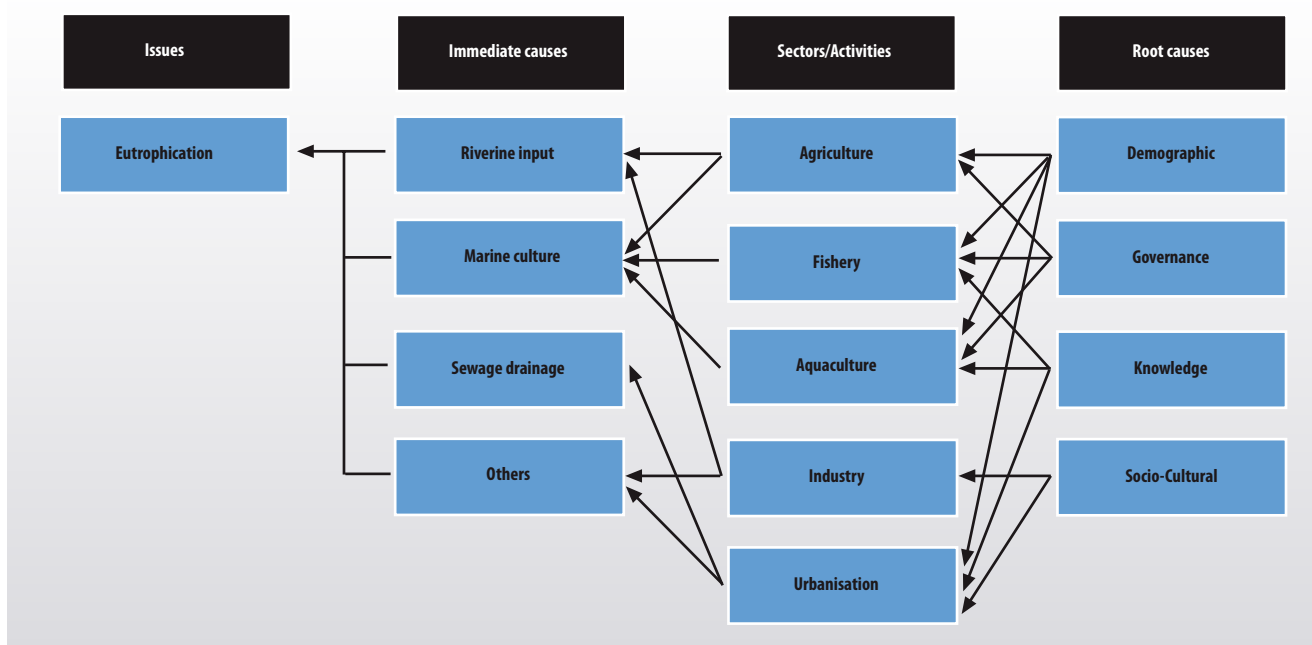 Issues
Immediate causes
Sectors/Activities
Root causes
Eutrophication
Riverine input
Agriculture
Demographic
Marine culture
Fishery
Governance
Sewage drainage
Aquaculture
Knowledge
Others
Industry
Socio-Cultural
Urbanisation